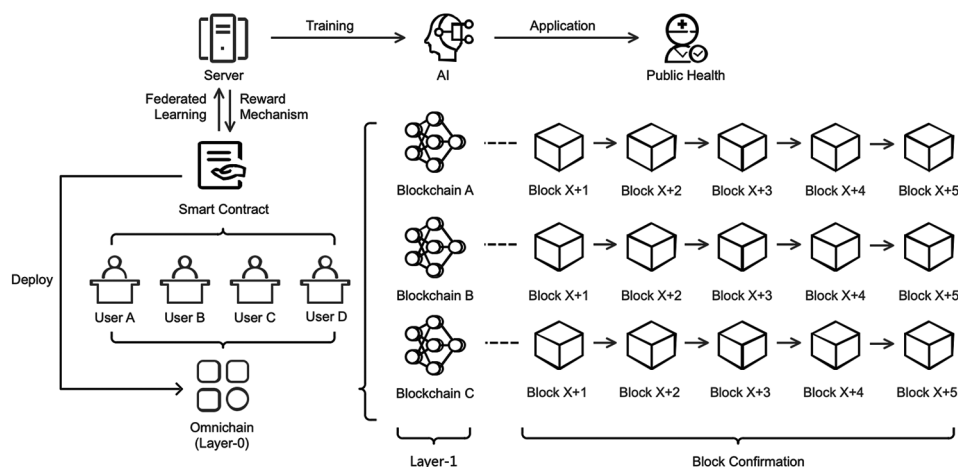 Training
Application
Server
AI
Public Health
Federated
Learning
Reward
Mechanism
Smart Contract
Deploy
User A
User B
User C
User D
Omnichain
(Layer-0)
Blockchain A
Block X+1
Block X+2
Block X+3
Block X+4
Block X+5
Blockchain B
Block X+1
Block X+2
Block X+3
Block X+4
Block X+5
Blockchain C
Block X+1
Block X+2
Block X+3
Block X+4
Block X+5
Layer-1
Block Confirmation